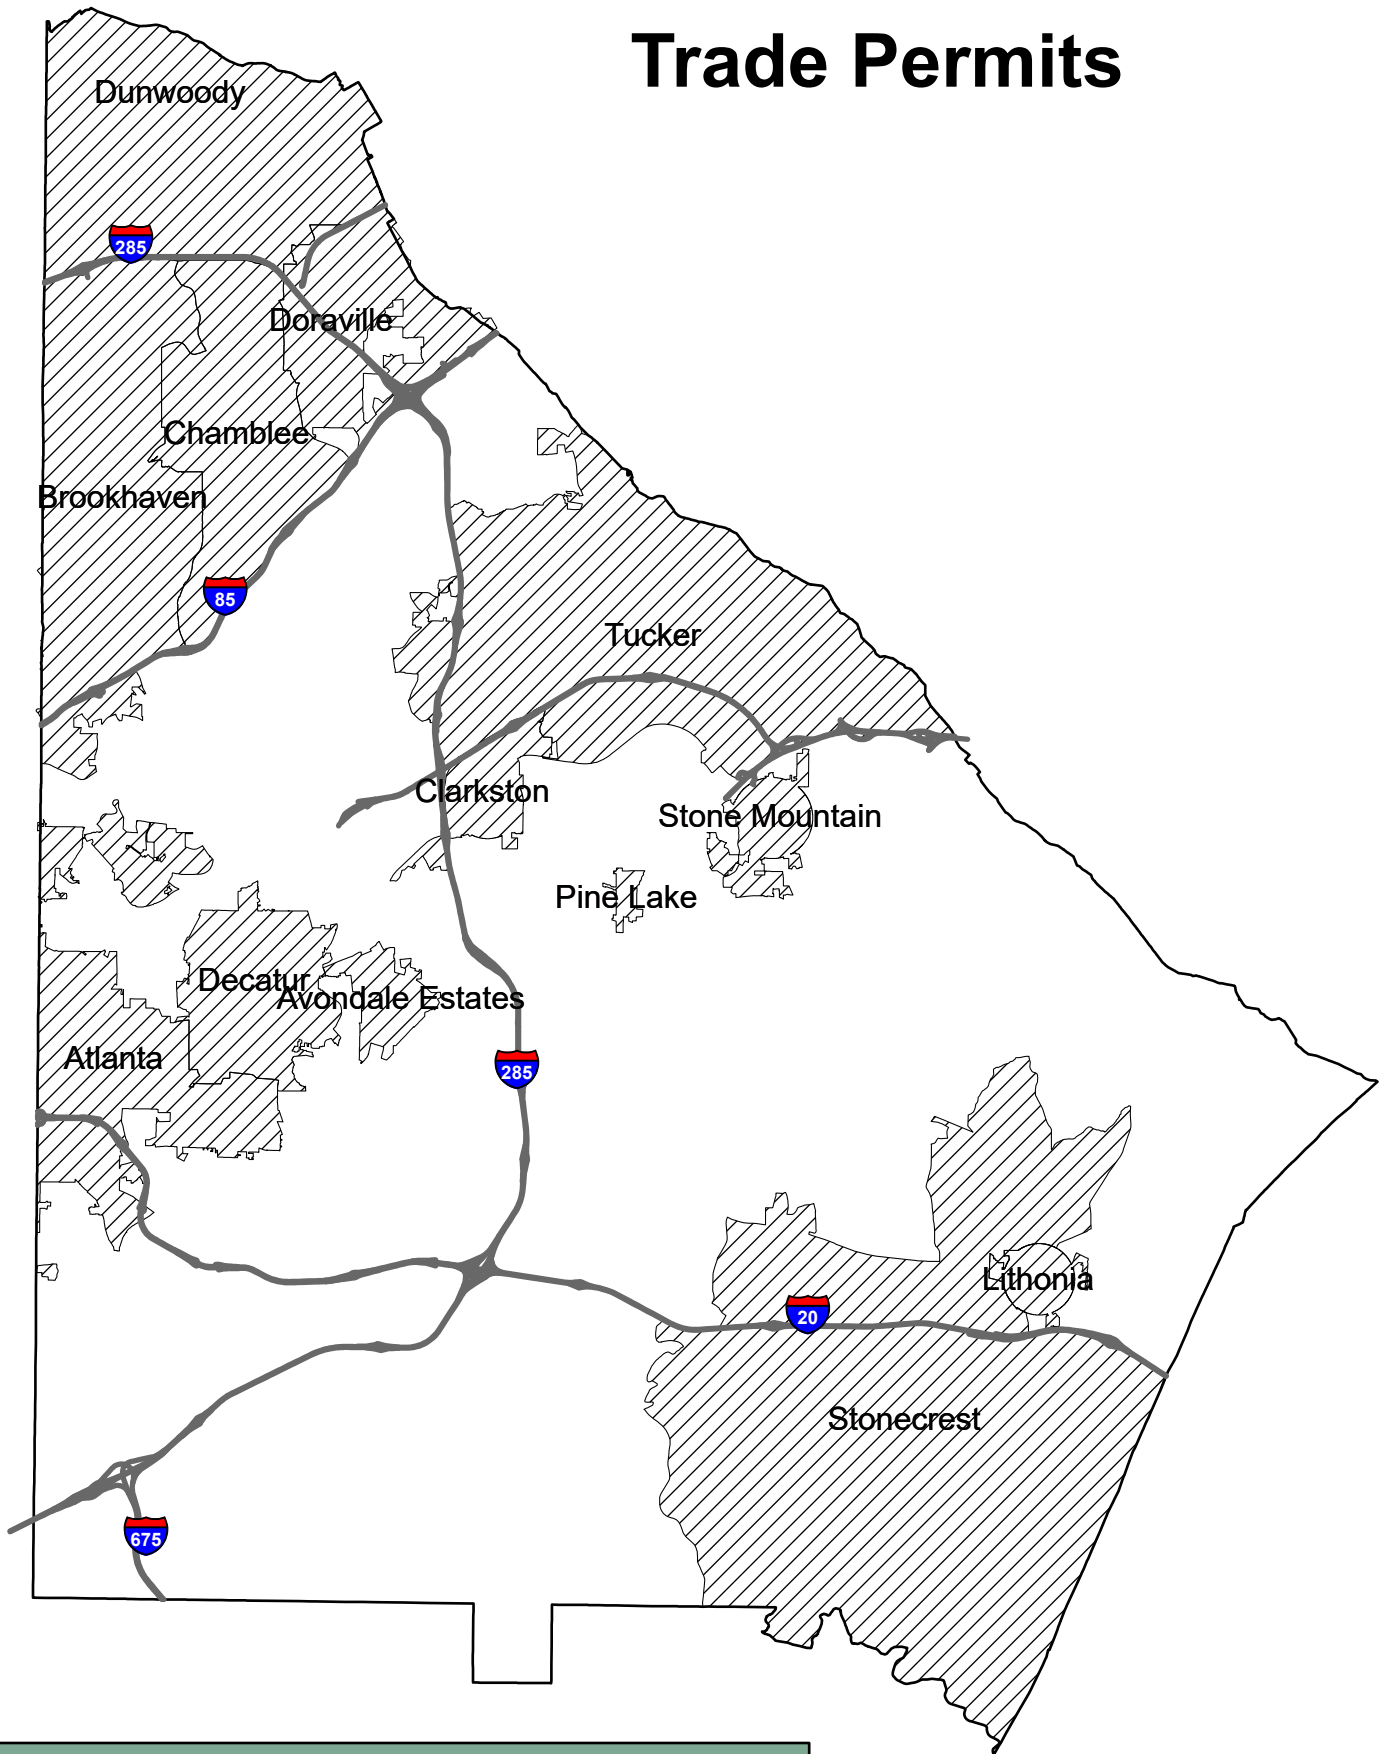 Trade Permits
Dunwoody
285
Doraville
Chamblee
Brookhaven
85
Tucker
Clarkston
Stone Mountain
Pine Lake
Decatur
Avondale Estates
Atlanta
285
Lithonia
20
Stonecrest
675